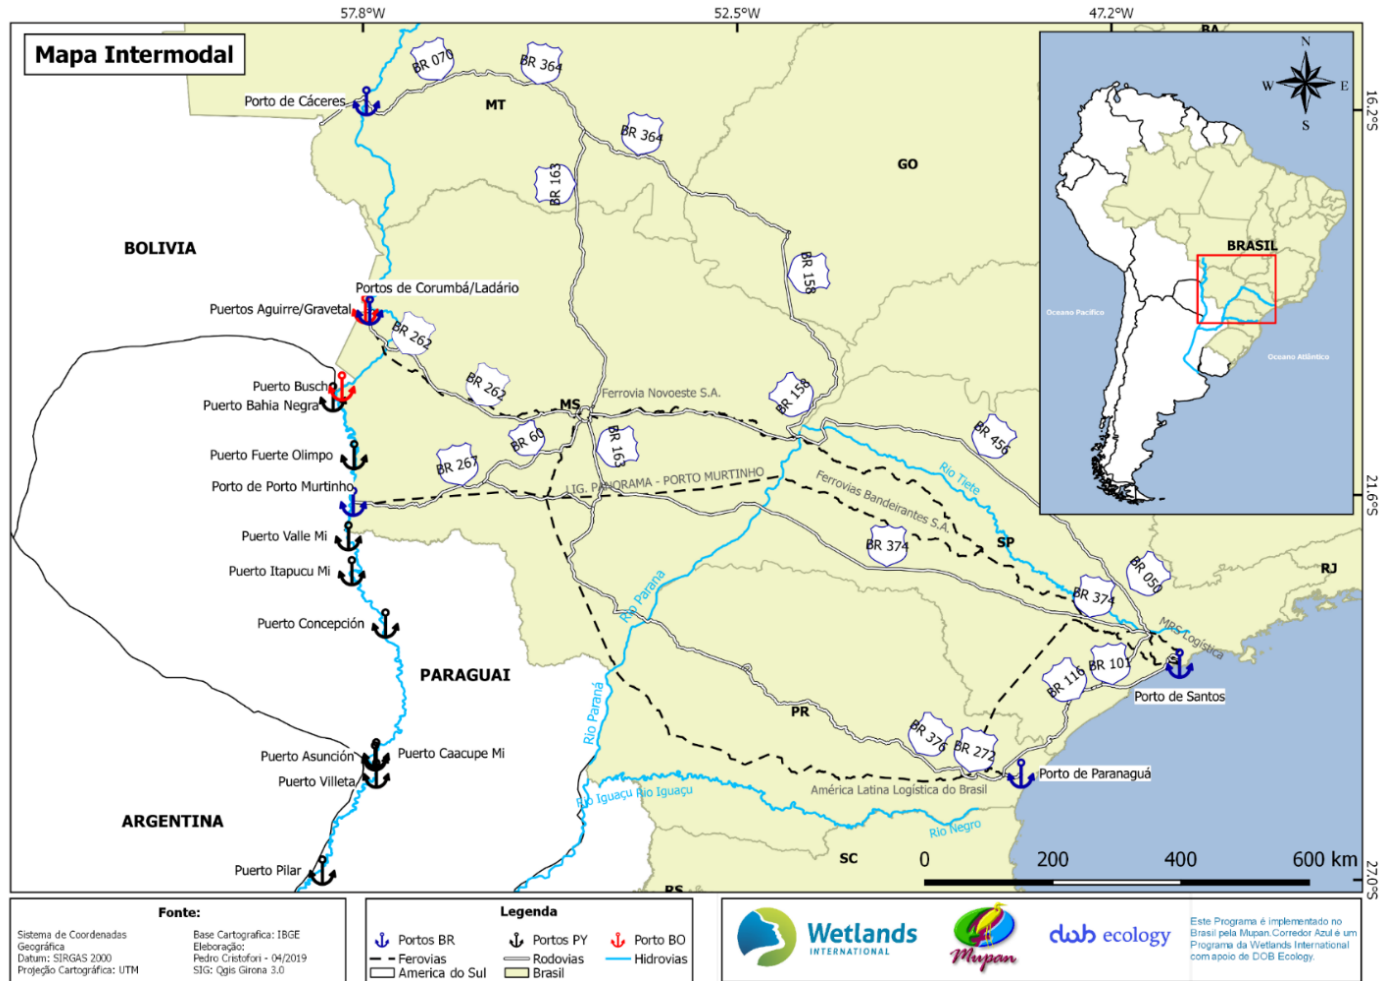 57.8°W
52.5°W
47.2°W
Mapa Intermodal
BR 070
BR 364
BA
N
W
E
S
Porto de Cáceres
MT
16.2°S
BR 364
BR 163
GO
BOLIVIA
BRASIL
BR 158
Portos de Corumbá/Ladário
Puertos Aguirre/Gravetal
Oceano Pacífico
BR 262
Oceano Atlântico
Puerto Busch
BR 262
BR 158
Ferrovia Novoeste S.A.
Puerto Bahia Negra
MS
BR 60
BR 163
BR 456
Puerto Fuerte Olimpo
BR 267
Rio Tiete
LIG. PANORAMA - PORTO MURTINHO
Porto de Porto Murtinho
Ferrovias Bandeirantes S.A.
21.6°S
Puerto Valle Mi
BR 374
SP
Puerto Itapucu Mi
BR 050
RJ
Rio Parana
BR 374
Puerto Concepción
MRS Logística
PARAGUAI
BR 116
BR 101
Porto de Santos
Rio Paraná
PR
BR 376
BR 272
Puerto Asunción
Puerto Caacupe Mi
Puerto Villeta
Porto de Paranaguá
América Latina Logística do Brasil
Rio Iguaçu Rio Iguaçu
ARGENTINA
Rio Negro
Puerto Pilar
SC
0 200 400 600 km
RS
27.0°S
Fonte:
Sistema de Coordenadas
Geográfica
Datum: SIRGAS 2000
Projeção Cartográfica: UTM
Base Cartografica: IBGE
Eleboração:
Pedro Cristofori - 04/2019
SIG: Qgis Girona 3.0
Legenda
Portos BR
Portos PY
Porto BO
Ferrovias
Rodovias
Hidrovias
America do Sul
Brasil
Wetlands
INTERNATIONAL
Mupan
dob ecology
Este Programa é implementado no
Brasil pela Mupan.Corredor Azul é um
Programa da Wetlands International
com apoio de DOB Ecology.